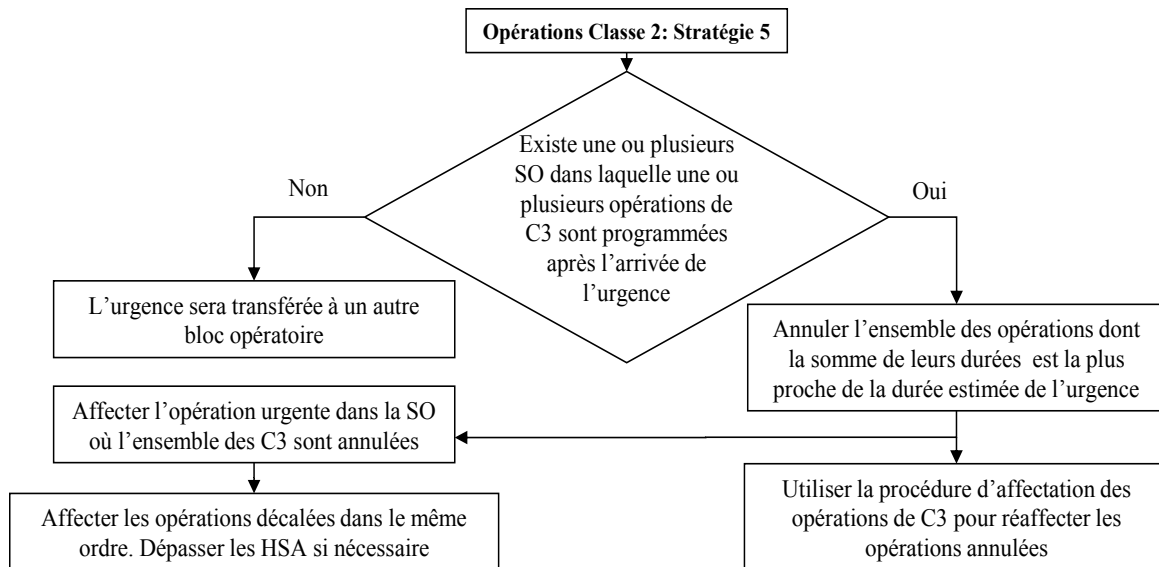 Opérations Classe 2: Stratégie 5
Existe une ou plusieurs
SO dans laquelle une ou
plusieurs opérations de
C3 sont programmées
après l’arrivée de
l’urgence
Non
Oui
L’urgence sera transférée à un autre
bloc opératoire
Annuler l’ensemble des opérations dont
la somme de leurs durées est la plus
proche de la durée estimée de l’urgence
Affecter l’opération urgente dans la SO
où l’ensemble des C3 sont annulées
Affecter les opérations décalées dans le même
ordre. Dépasser les HSA si nécessaire
Utiliser la procédure d’affectation des
opérations de C3 pour réaffecter les
opérations annulées